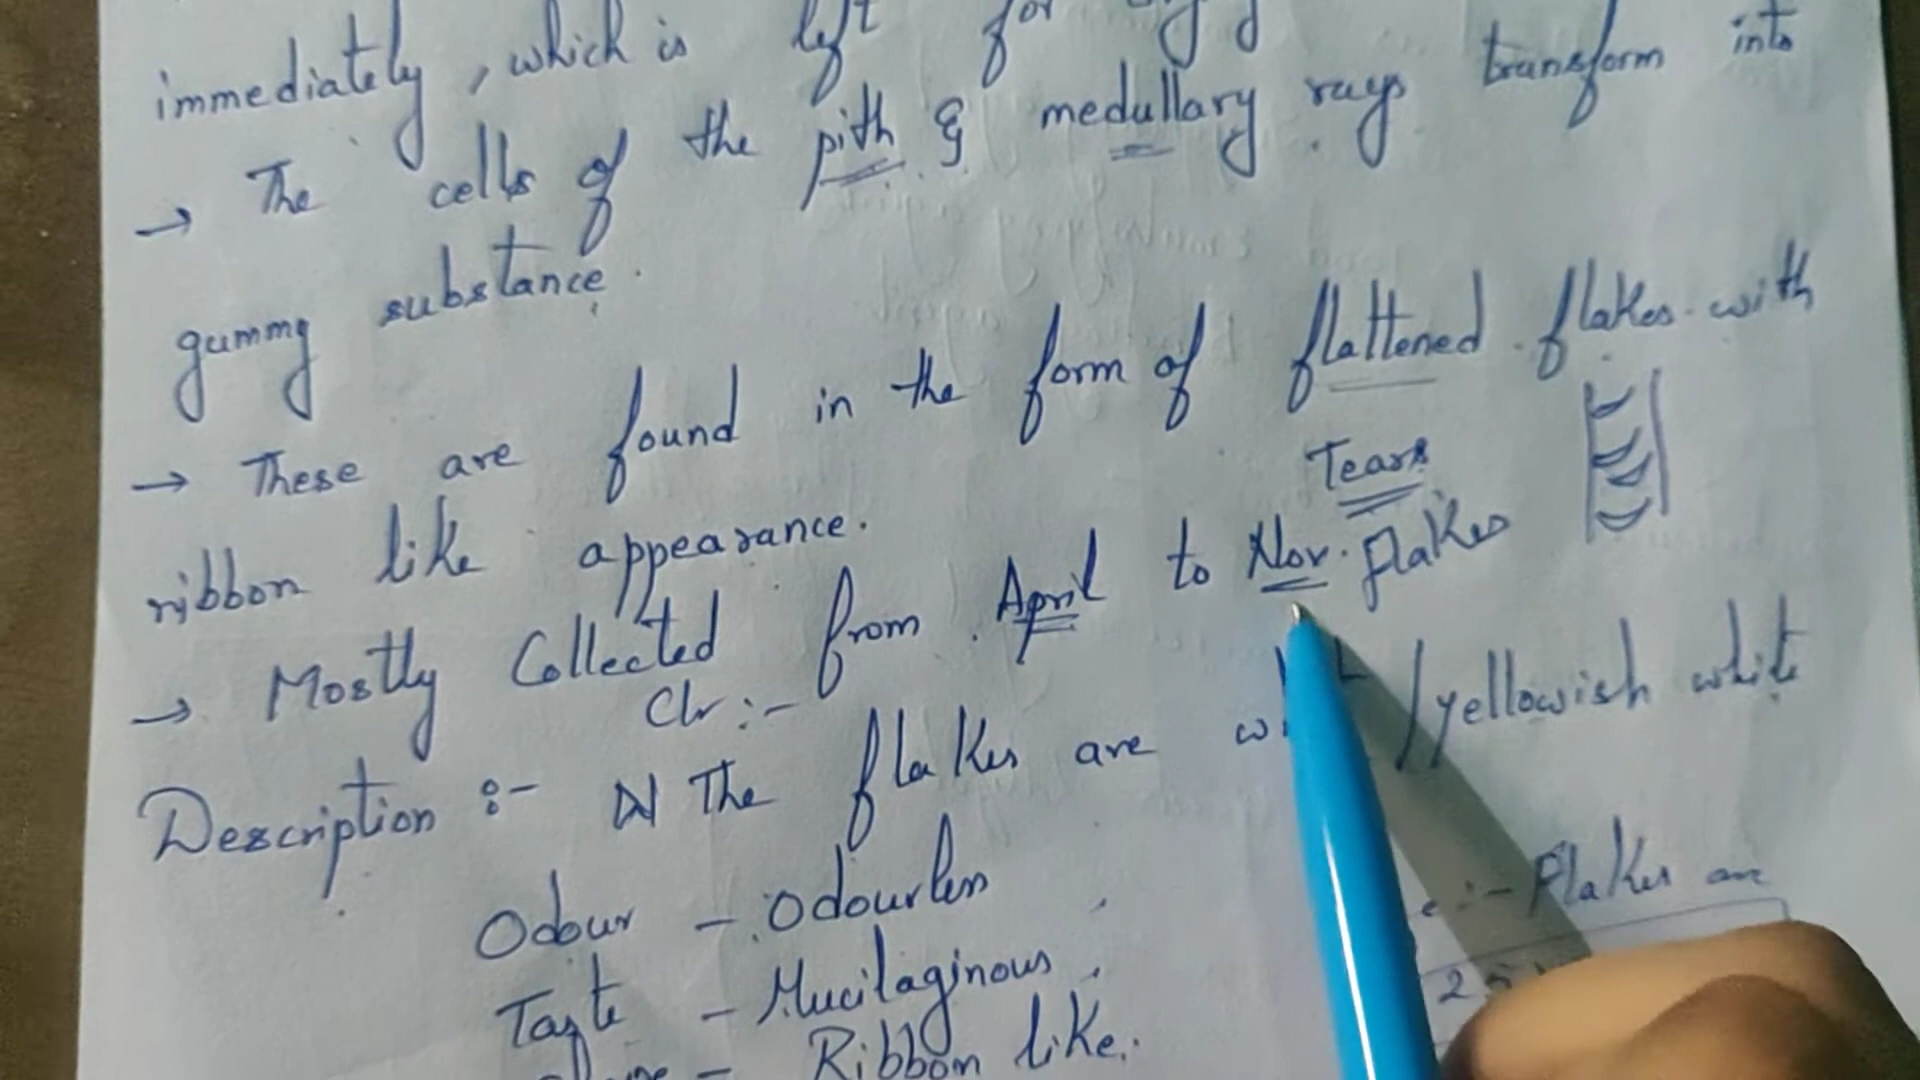 immediately, which is left for
→ The cells of the pith & medullary rays transform into
gummy substance.
→ These are found in the form of flattened flakes with
ribbon like appearance.
Tears
→ Mostly Collected from April to Nov. flakes
Clr :-
Description :- The flakes are /yellowish white
Odour - Odourless
Taste - Mucilaginous
- Flakes are
- Ribbon like.